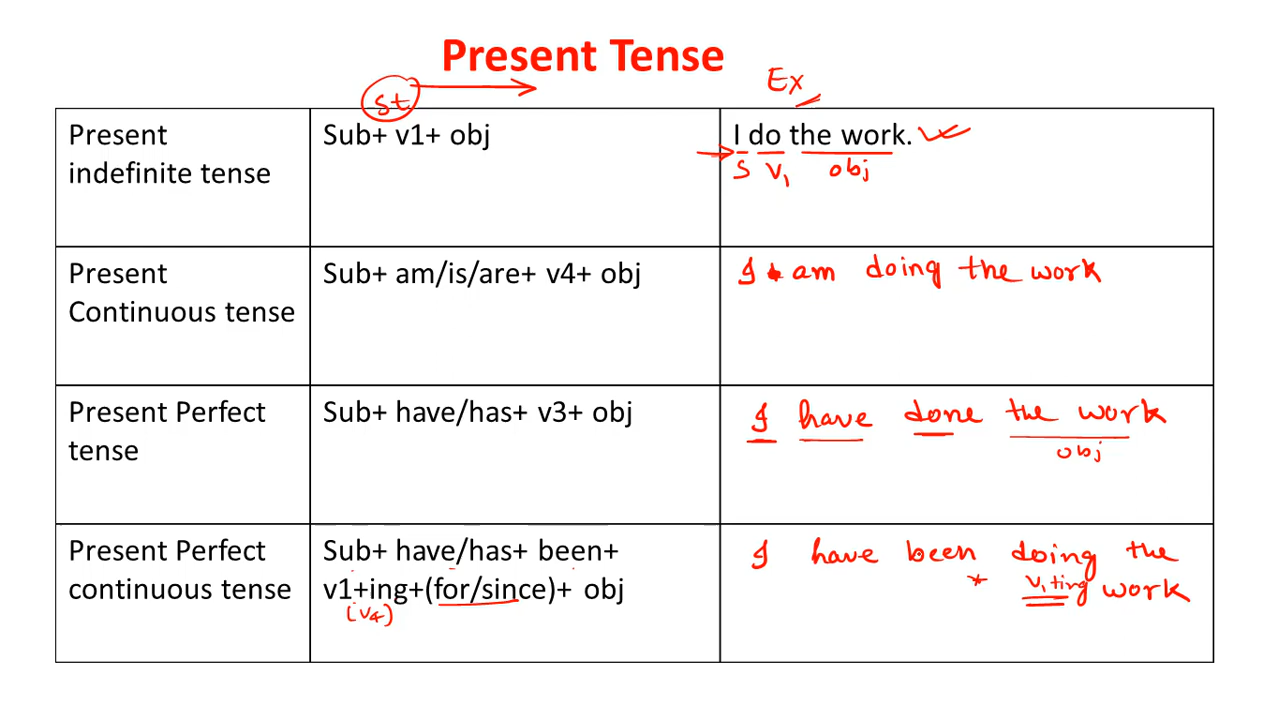 Present Tense
Ex
st
Present
indefinite tense
Sub+ v1+ obj
I do the work.
S V1 obj
Present
Continuous tense
Sub+ am/is/are+ v4+ obj
I am doing the work
Present Perfect
tense
Sub+ have/has+ v3+ obj
I have done the work
obj
Present Perfect
continuous tense
Sub+ have/has+ been+
v1+ing+(for/since)+ obj
(v4)
I have been doing the
* v1+ing work